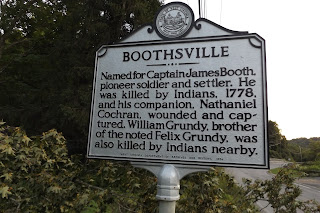 BOOTHSVILLE
Named for Captain James Booth,
pioneer soldier and settler. He
was killed by Indians, 1778,
and his companion, Nathaniel
Cochran, wounded and cap-
tured. William Grundy, brother
of the noted Felix Grundy, was
also killed by Indians nearby.